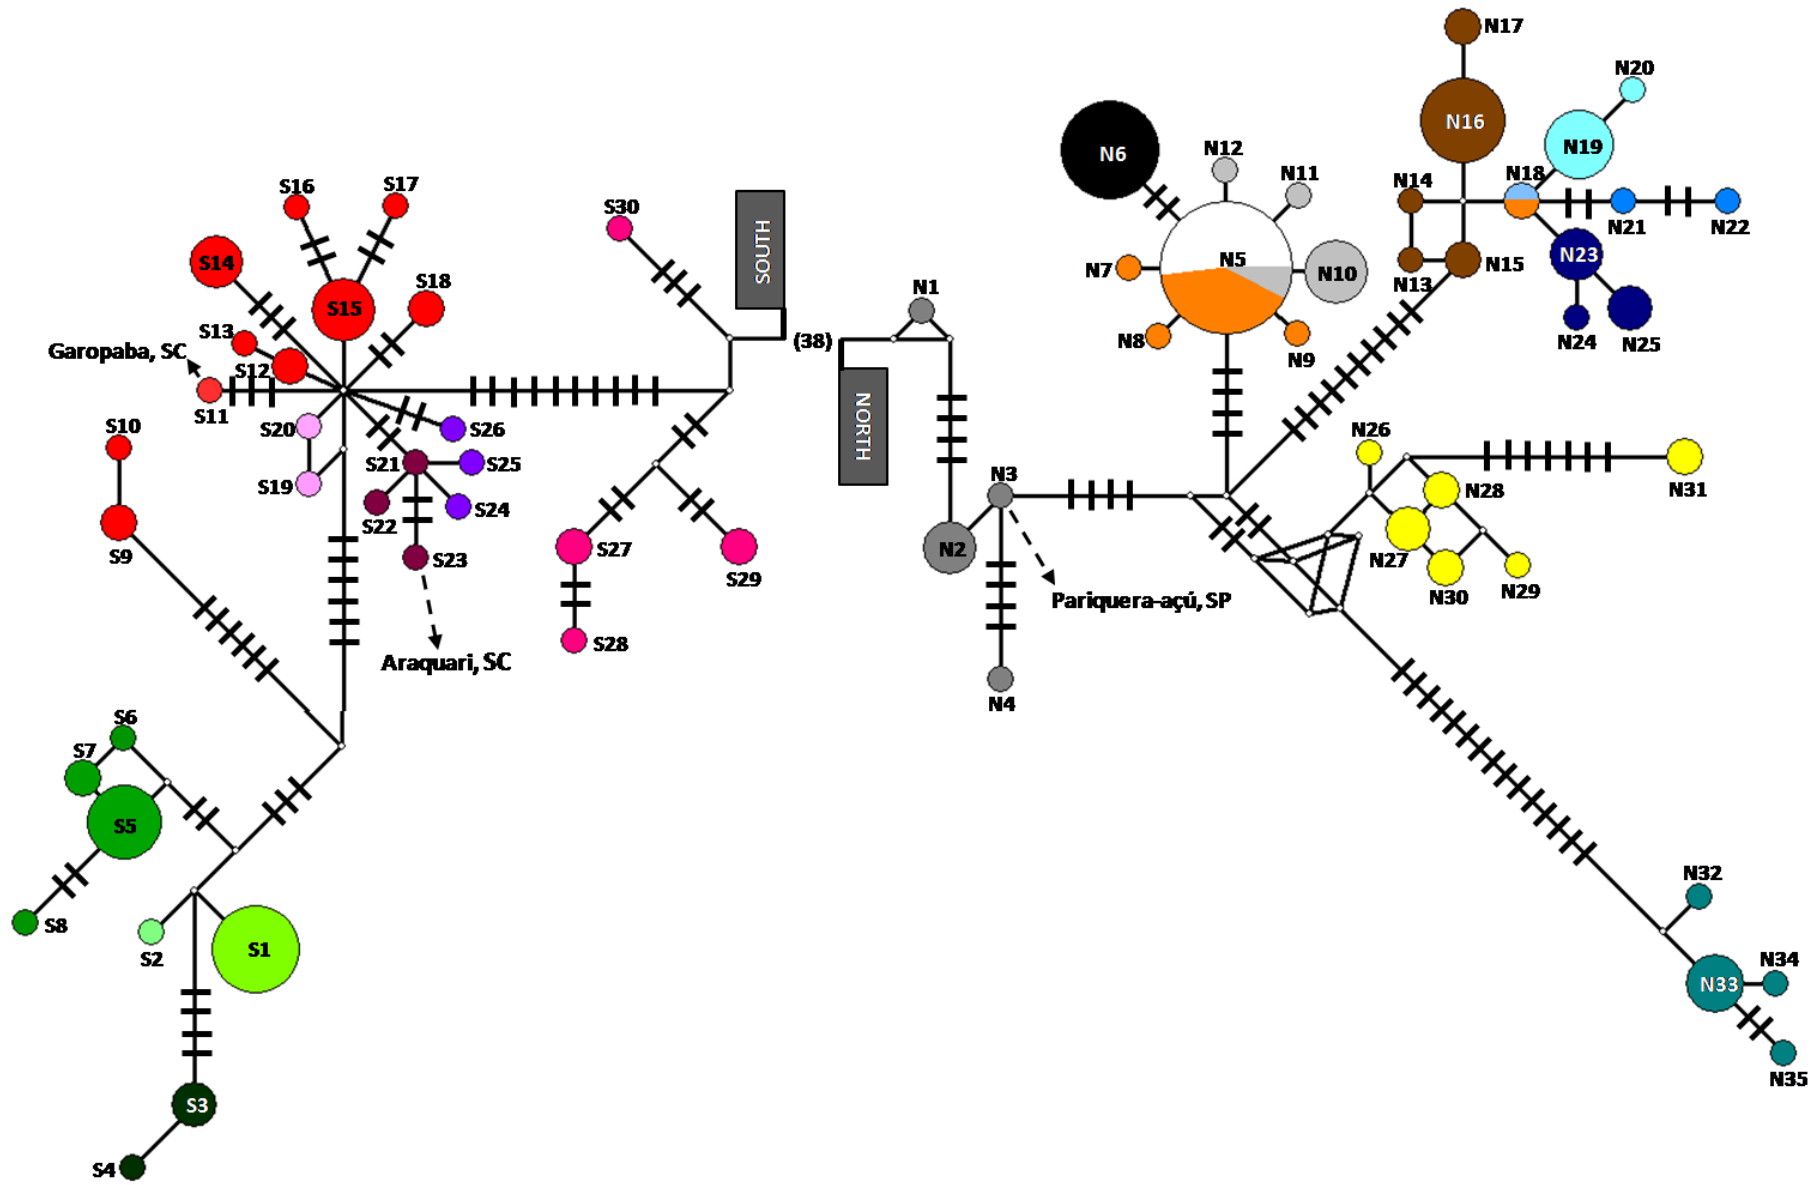 N17
N20
N16
N19
N6
N12
N11
N14
N18
N21
N22
S16
S17
S30
SOUTH
S14
S18
S15
N7
N5
N10
N13
N15
N23
N1
S13
Garopaba, SC
S12
S11
(38)
N8
N9
N24
N25
NORTH
S10
S20
S26
N26
S21
S25
S19
S22
S24
N3
N28
N31
S9
S27
S23
S29
N2
N27
N30
N29
Pariquera-açú, SP
S28
Araquari, SC
N4
S6
S7
S5
S8
S2
S1
N32
N33
N34
N35
S3
S4